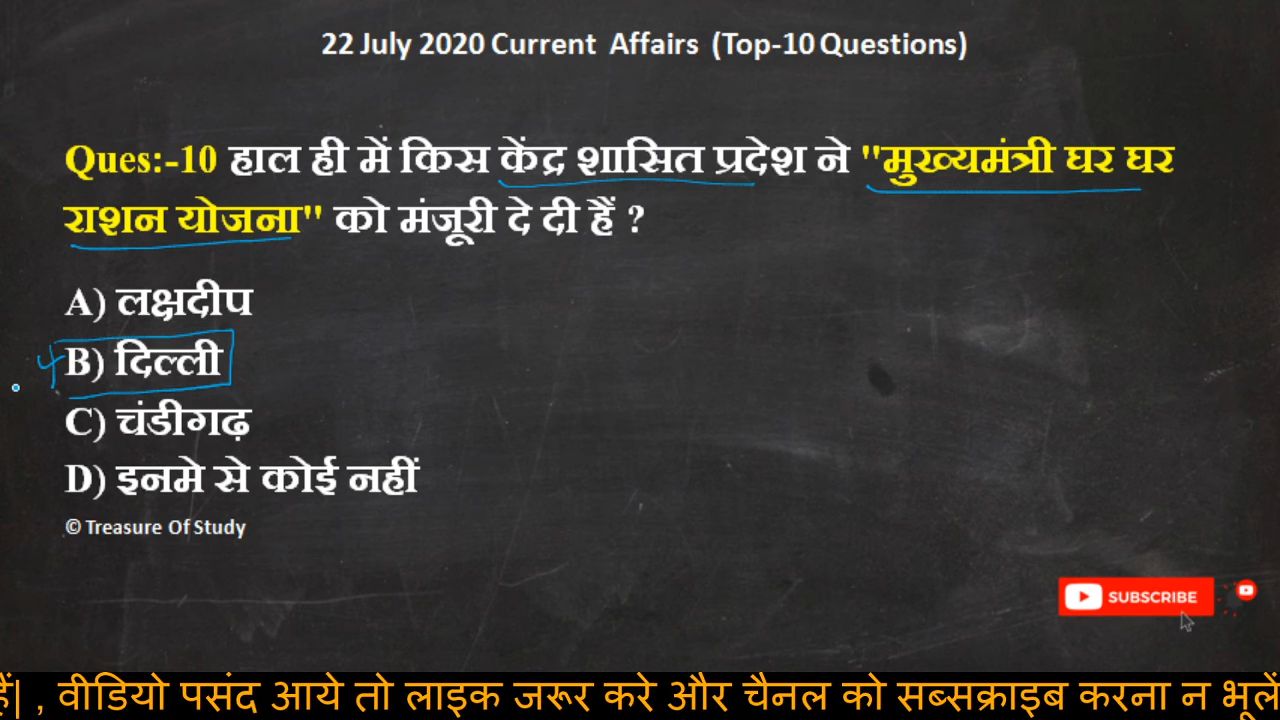 22 July 2020 Current Affairs (Top-10 Questions)
Ques:-10 हाल ही में किस केंद्र शासित प्रदेश ने "मुख्यमंत्री घर घर
राशन योजना" को मंजूरी दे दी हैं ?
A) लक्षदीप
B) दिल्ली
C) चंडीगढ़
D) इनमे से कोई नहीं
© Treasure Of Study
SUBSCRIBE
हैं| , वीडियो पसंद आये तो लाइक जरूर करे और चैनल को सब्सक्राइब करना न भूलें